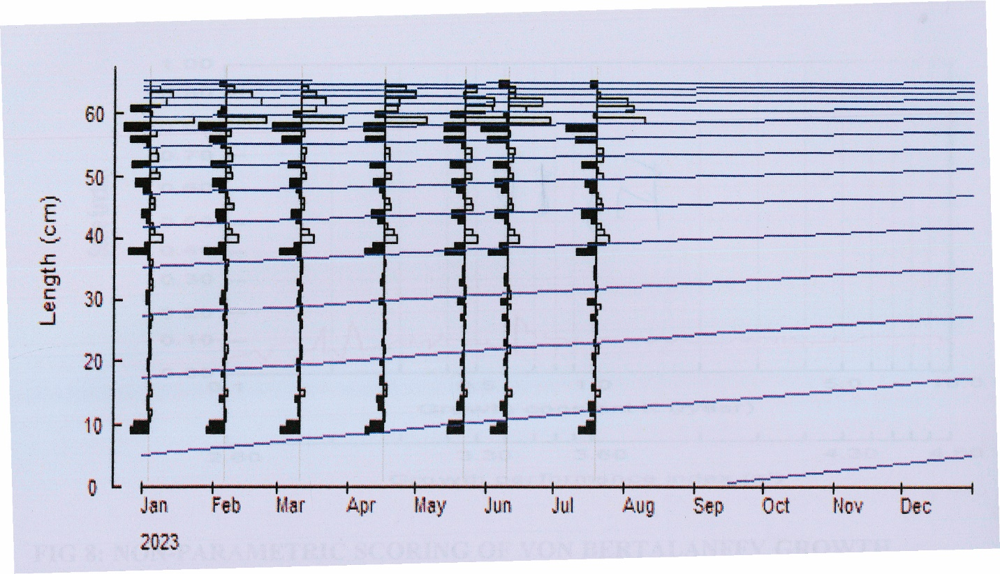 60
50
Length (cm)
40
30
20
10
0
Jan Feb Mar Apr May Jun Jul Aug Sep Oct Nov Dec
2023
FIG 8: NON-PARAMETRIC SCORING OF VON BERTALANFFY GROWTH